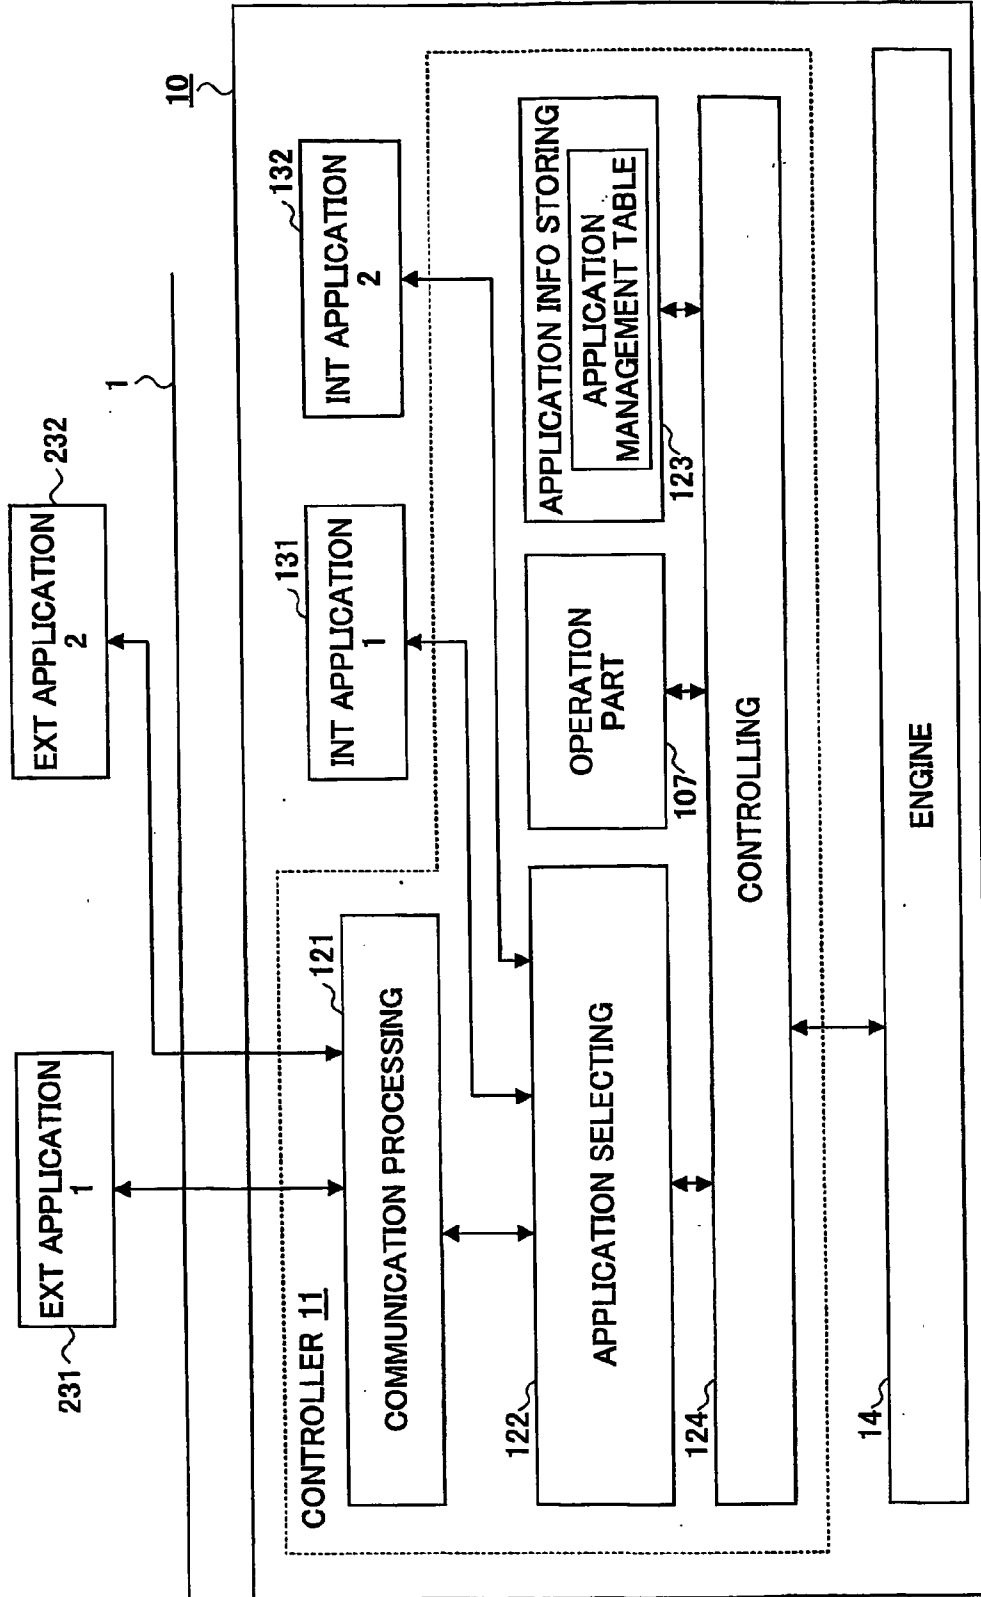 231
EXT APPLICATION
1
EXT APPLICATION
2
232
1
10
CONTROLLER 11
COMMUNICATION PROCESSING
121
INT APPLICATION
1
131
INT APPLICATION
2
132
122
APPLICATION SELECTING
OPERATION
PART
107
APPLICATION INFO STORING
APPLICATION
MANAGEMENT TABLE
123
124
CONTROLLING
14
ENGINE